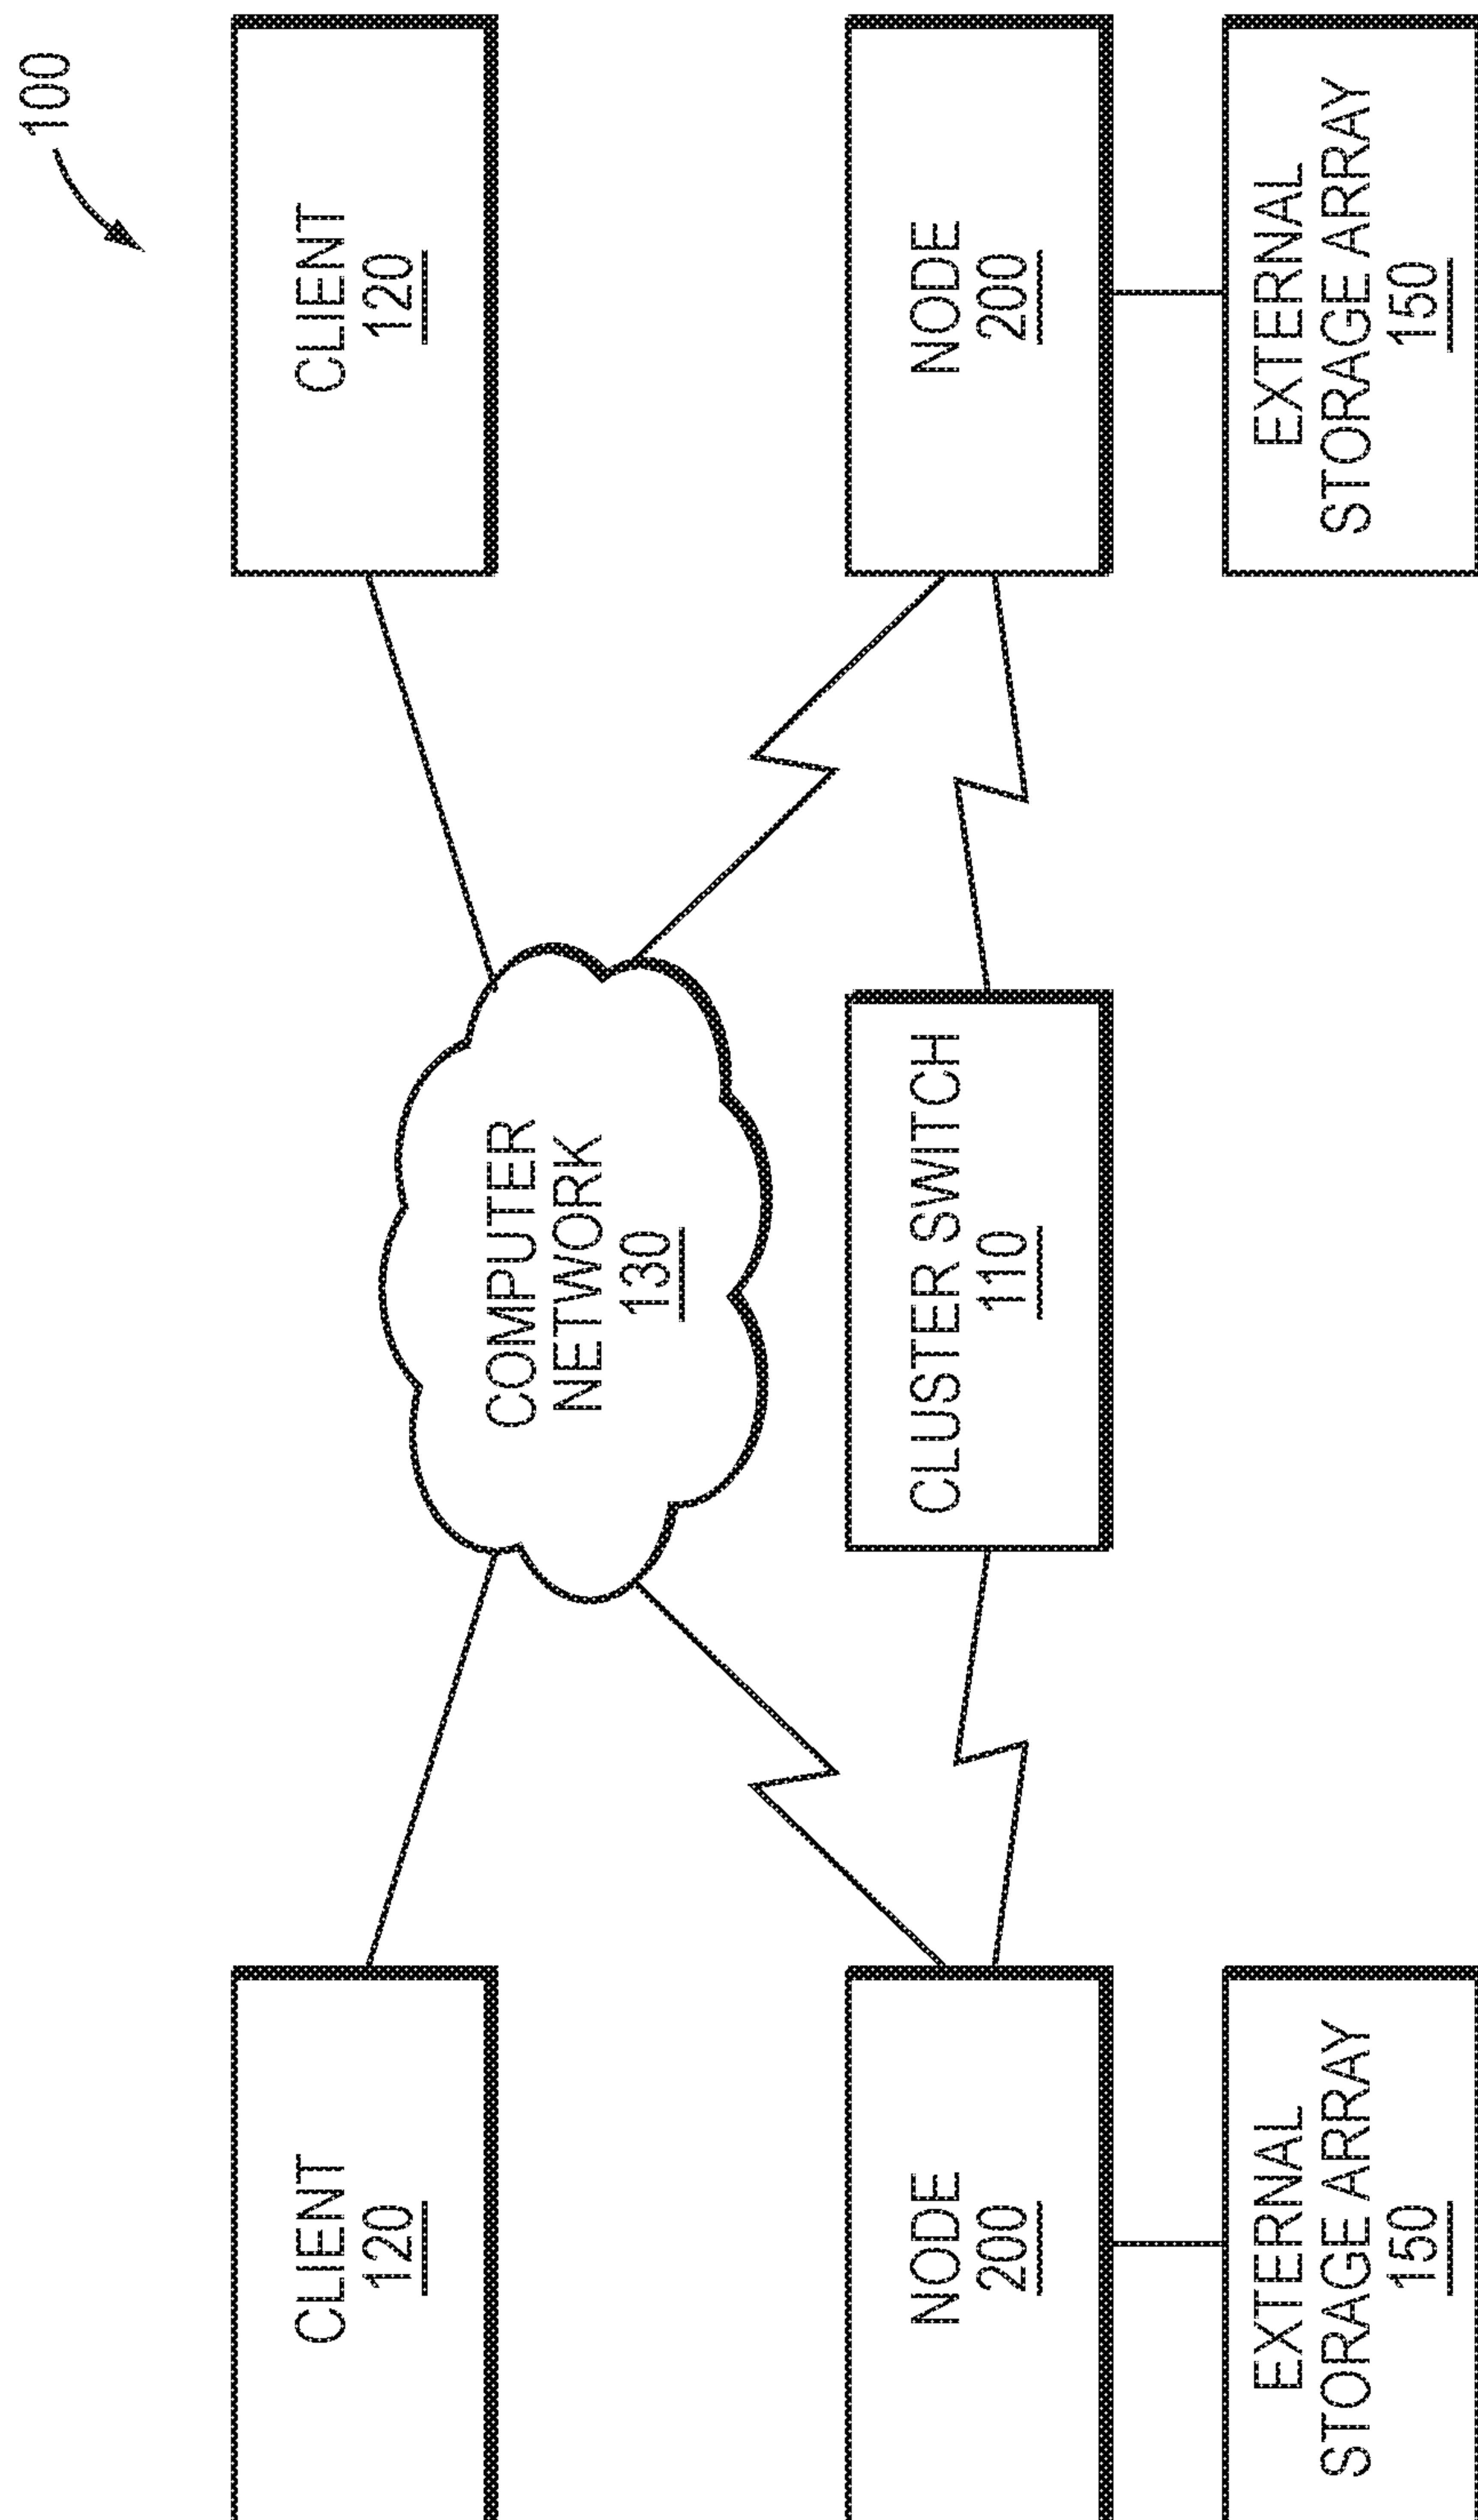 100
CLIENT
120
CLIENT
120
COMPUTER
NETWORK
130
NODE
200
CLUSTER SWITCH
110
NODE
200
EXTERNAL
STORAGE ARRAY
150
EXTERNAL
STORAGE ARRAY
150